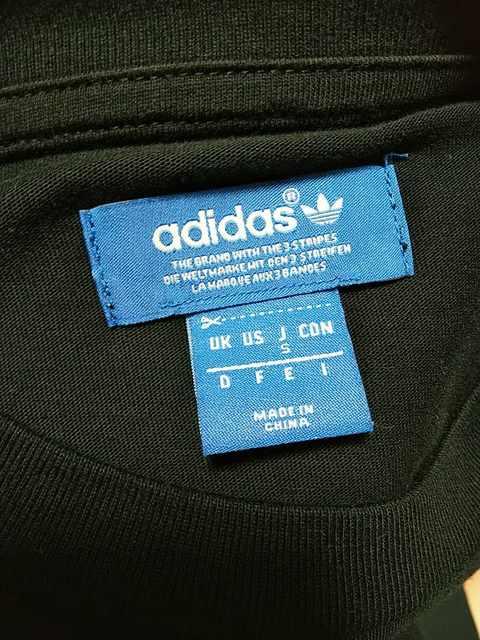 adidas®
THE BRAND WITH THE 3 STRIPES
DIE WELTMARKE MIT DEN 3 STREIFEN
LA MARQUE AUX 3 BANDES
UK US J CDN
S
D F E I
MADE IN
CHINA